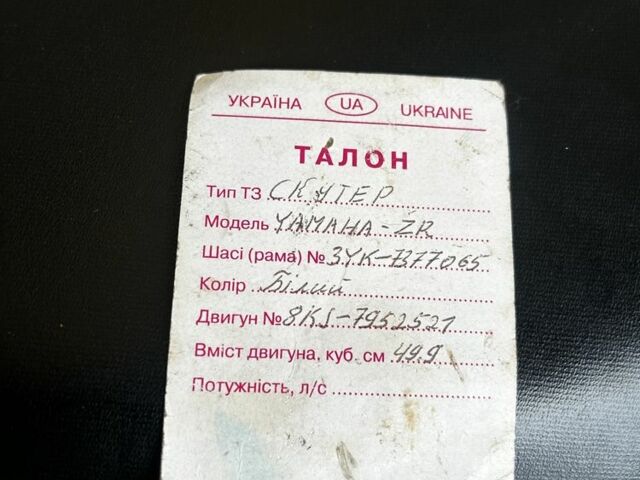 УКРАЇНА UA UKRAINE
ТАЛОН
Тип ТЗ СКУТЕР
Модель YAMAHA-ZR
Шасі (рама) № 3YK-B77065
Колір Білий
Двигун № 8KS-7952521
Вміст двигуна, куб. см 49.9
Потужність, л/с